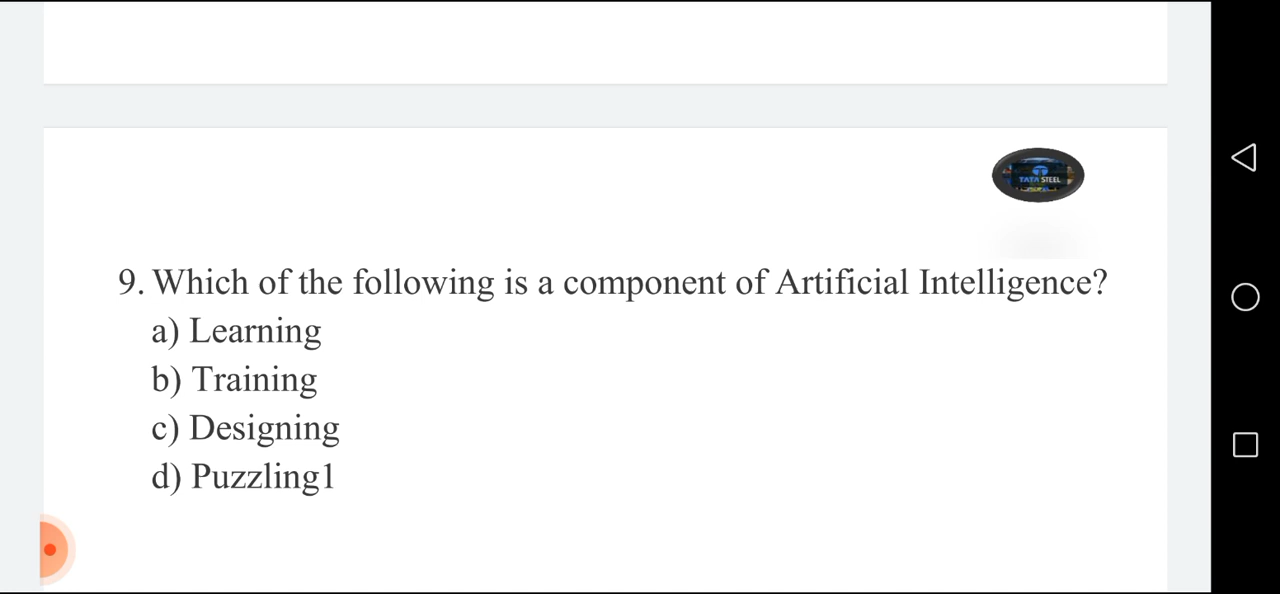 TATA STEEL
9. Which of the following is a component of Artificial Intelligence?
a) Learning
b) Training
c) Designing
d) Puzzling1